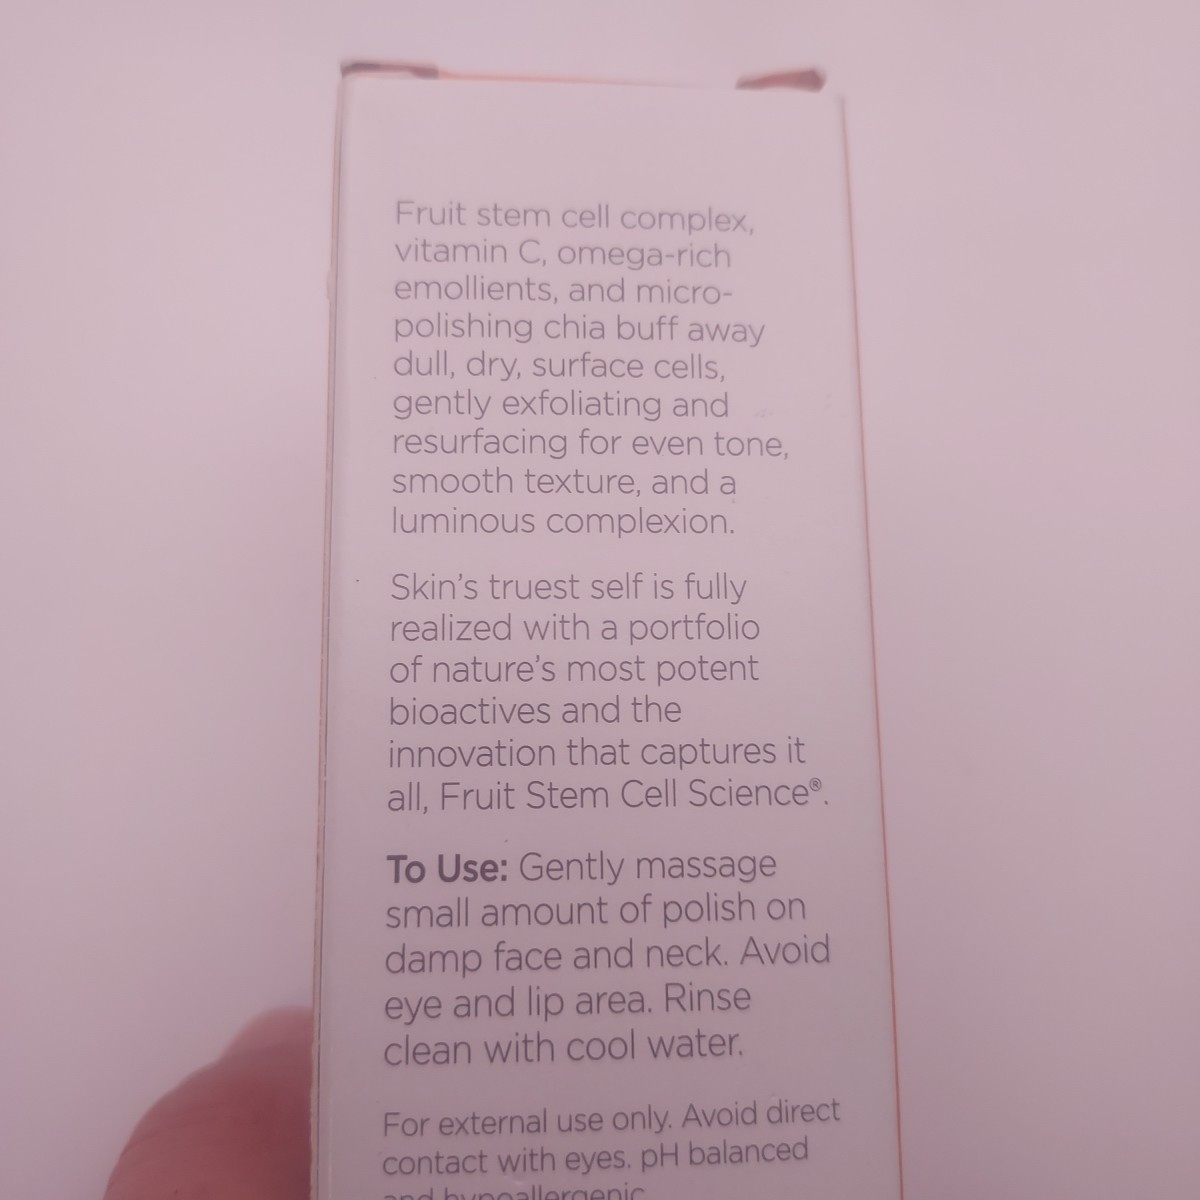 Fruit stem cell complex,
vitamin C, omega-rich
emollients, and micro-
polishing chia buff away
dull, dry, surface cells,
gently exfoliating and
resurfacing for even tone,
smooth texture, and a
luminous complexion.
Skin's truest self is fully
realized with a portfolio
of nature's most potent
bioactives and the
innovation that captures it
all, Fruit Stem Cell Science®.
To Use: Gently massage
small amount of polish on
damp face and neck. Avoid
eye and lip area. Rinse
clean with cool water.
For external use only. Avoid direct
contact with eyes. pH balanced
and hypoallergenic